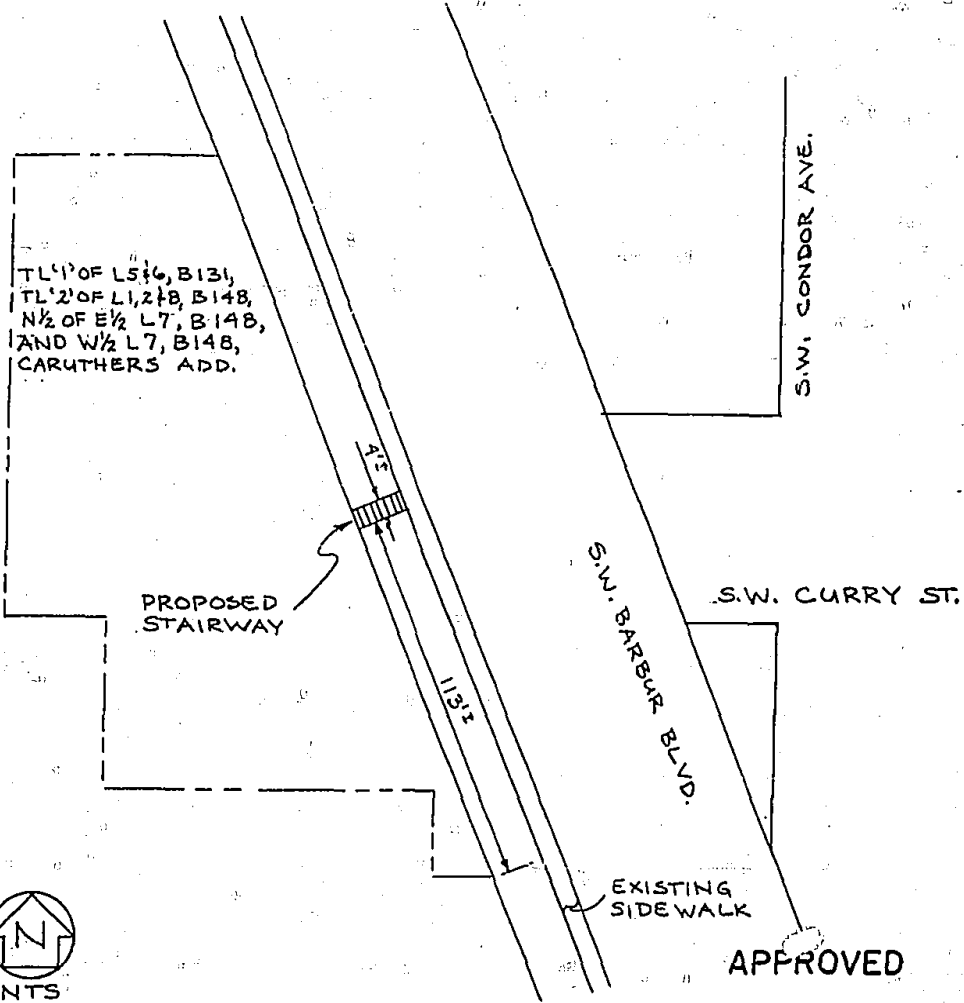 S.W. CONDOR AVE.
TL'1' OF L5&6, B131,
TL'2' OF L1,2&8, B148,
N½ OF E½ L7, B148,
AND W½ L7, B148,
CARUTHERS ADD.
4'±
PROPOSED
STAIRWAY
S.W. BARBUR BLVD.
S.W. CURRY ST.
113'±
EXISTING
SIDEWALK
N
NTS
APPROVED